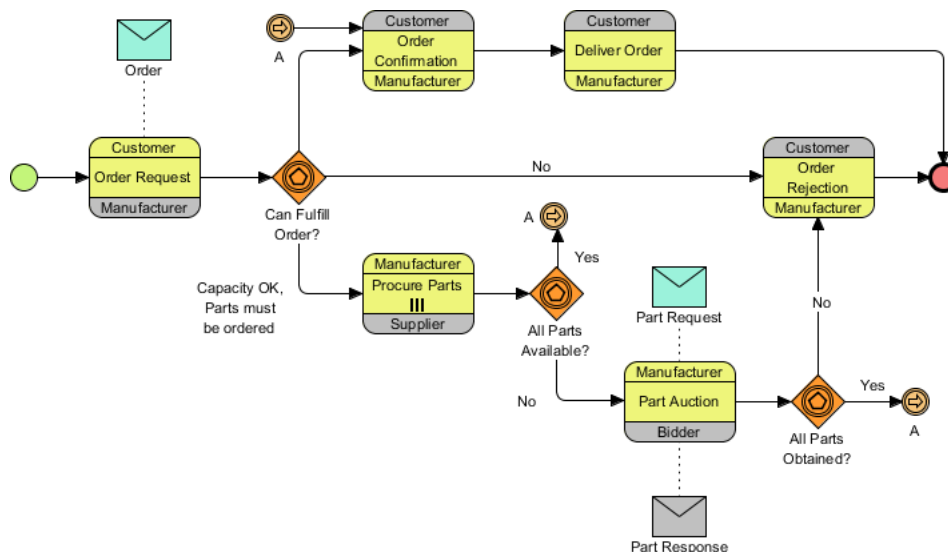 A
Customer
Order
Confirmation
Manufacturer
Customer
Deliver Order
Manufacturer
Order
Customer
Order Request
Manufacturer
Can Fulfill
Order?
No
Customer
Order
Rejection
Manufacturer
A
Yes
Capacity OK,
Parts must
be ordered
Manufacturer
Procure Parts
Supplier
All Parts
Available?
No
Part Request
Manufacturer
Part Auction
Bidder
Part Response
No
Yes
All Parts
Obtained?
A